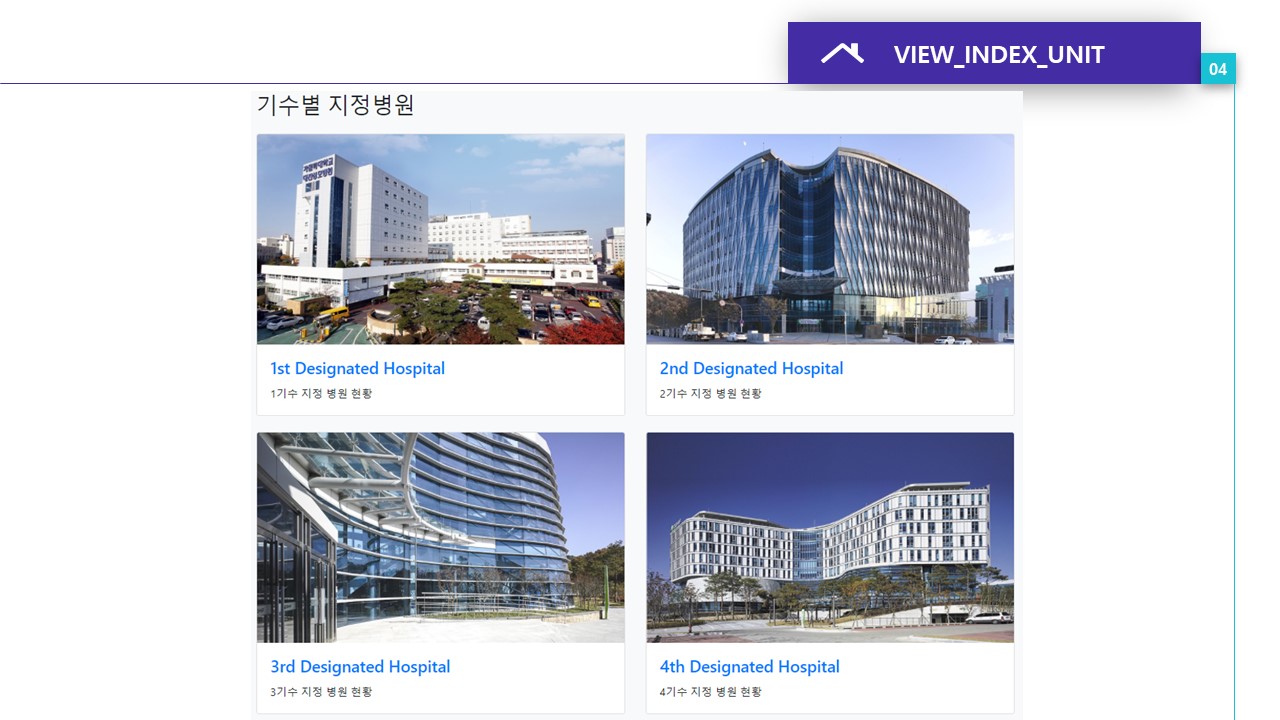 VIEW_INDEX_UNIT
04
기수별 지정병원
1st Designated Hospital
1기수 지정 병원 현황
2nd Designated Hospital
2기수 지정 병원 현황
3rd Designated Hospital
3기수 지정 병원 현황
4th Designated Hospital
4기수 지정 병원 현황